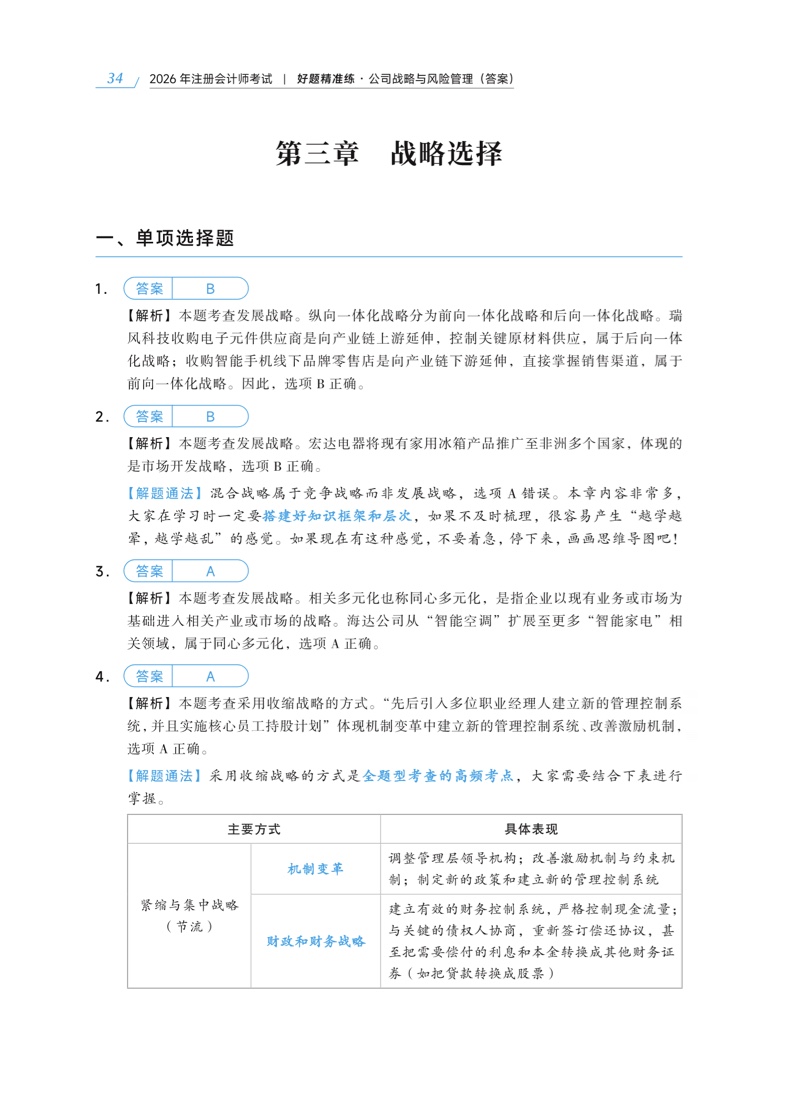 34
2026 年注册会计师考试 | 好题精准练·公司战略与风险管理（答案）
第三章 战略选择
一、单项选择题
1. 答案 B
【解析】本题考查发展战略。纵向一体化战略分为前向一体化战略和后向一体化战略。瑞
风科技收购电子元件供应商是向产业链上游延伸，控制关键原材料供应，属于后向一体
化战略；收购智能手机线下品牌零售店是向产业链下游延伸，直接掌握销售渠道，属于
前向一体化战略。因此，选项 B 正确。
2. 答案 B
【解析】本题考查发展战略。宏达电器将现有家用冰箱产品推广至非洲多个国家，体现的
是市场开发战略，选项 B 正确。
【解题通法】混合战略属于竞争战略而非发展战略，选项 A 错误。本章内容非常多，
大家在学习时一定要搭建好知识框架和层次，如果不及时梳理，很容易产生“越学越
晕，越学越乱”的感觉。如果现在有这种感觉，不要着急，停下来，画画思维导图吧！
3. 答案 A
【解析】本题考查发展战略。相关多元化也称同心多元化，是指企业以现有业务或市场为
基础进入相关产业或市场的战略。海达公司从“智能空调”扩展至更多“智能家电”相
关领域，属于同心多元化，选项 A 正确。
4. 答案 A
【解析】本题考查采用收缩战略的方式。“先后引入多位职业经理人建立新的管理控制系
统，并且实施核心员工持股计划”体现机制变革中建立新的管理控制系统、改善激励机制，
选项 A 正确。
【解题通法】采用收缩战略的方式是全题型考查的高频考点，大家需要结合下表进行
掌握。
主要方式 具体表现
紧缩与集中战略
（节流）
机制变革
调整管理层领导机构；改善激励机制与约束机
制；制定新的政策和建立新的管理控制系统
财政和财务战略
建立有效的财务控制系统，严格控制现金流量；
与关键的债权人协商，重新签订偿还协议，甚
至把需要偿付的利息和本金转换成其他财务证
券（如把贷款转换成股票）